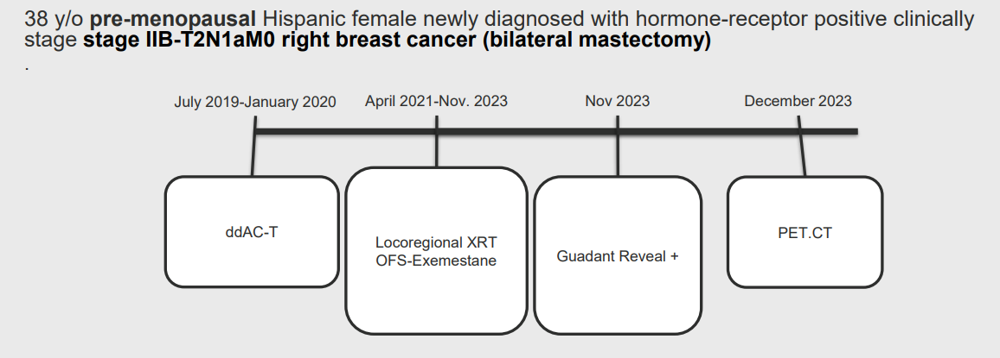 38 y/o pre-menopausal Hispanic female newly diagnosed with hormone-receptor positive clinically
stage stage IIB-T2N1aM0 right breast cancer (bilateral mastectomy)
.
July 2019-January 2020
April 2021-Nov. 2023
Nov 2023
December 2023
ddAC-T
Locoregional XRT
OFS-Exemestane
Guadant Reveal +
PET.CT